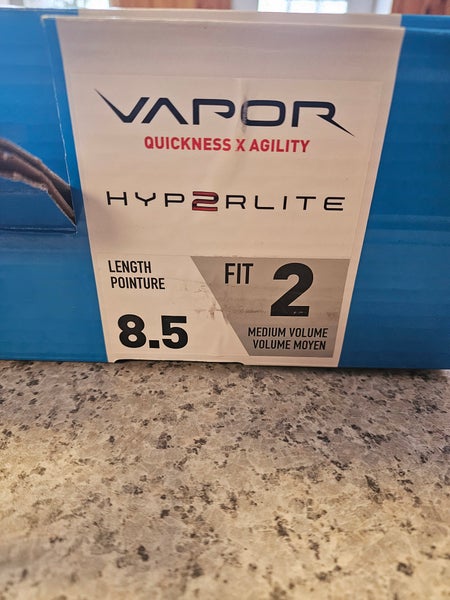 VAPOR
QUICKNESS X AGILITY
HYP2RLITE
LENGTH
POINTURE
8.5
FIT 2
MEDIUM VOLUME
VOLUME MOYEN